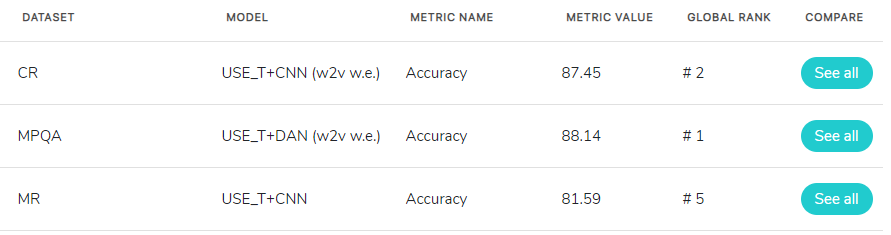 DATASET MODEL METRIC NAME METRIC VALUE GLOBAL RANK COMPARE
CR USE_T+CNN (w2v w.e.) Accuracy 87.45 # 2 See all
MPQA USE_T+DAN (w2v w.e.) Accuracy 88.14 # 1 See all
MR USE_T+CNN Accuracy 81.59 # 5 See all